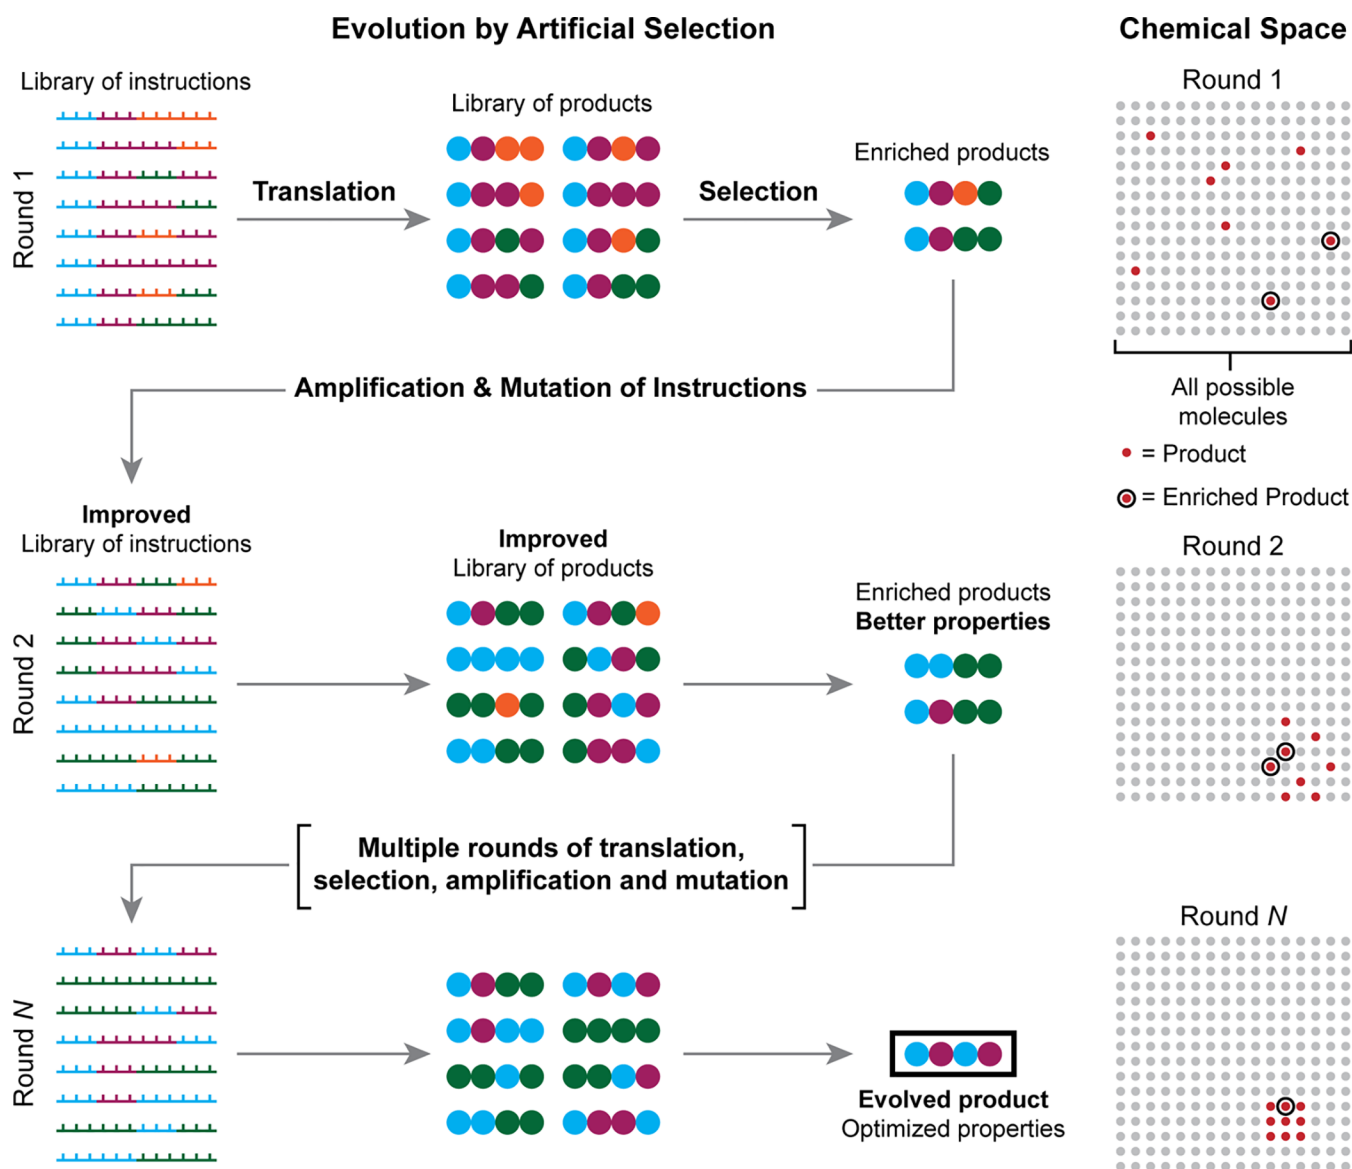 Evolution by Artificial Selection
Chemical Space
Library of instructions
Library of products
Round 1
Round 1
Translation
Selection
Enriched products
Amplification & Mutation of Instructions
All possible
molecules
= Product
= Enriched Product
Improved
Library of instructions
Improved
Library of products
Round 2
Round 2
Enriched products
Better properties
Multiple rounds of translation,
selection, amplification and mutation
Round N
Round N
Evolved product
Optimized properties